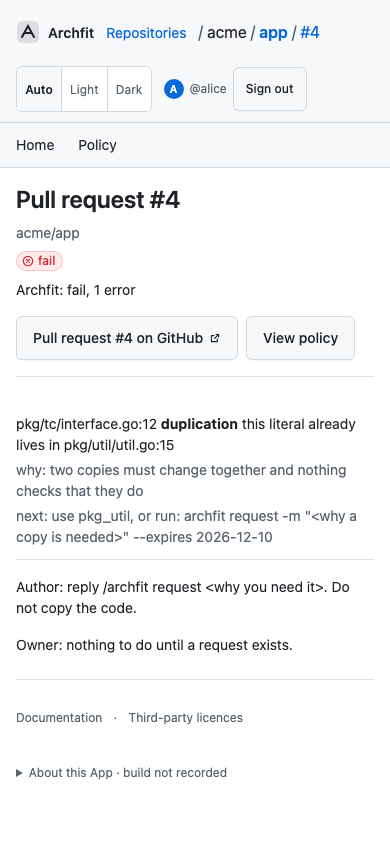 A Archfit Repositories / acme / app / #4
Auto Light Dark A @alice Sign out
Home Policy
Pull request #4
acme/app
fail
Archfit: fail, 1 error
Pull request #4 on GitHub View policy
pkg/tc/interface.go:12 duplication this literal already
lives in pkg/util/util.go:15
why: two copies must change together and nothing
checks that they do
next: use pkg_util, or run: archfit request -m "<why a
copy is needed>" --expires 2026-12-10
Author: reply /archfit request <why you need it>. Do
not copy the code.
Owner: nothing to do until a request exists.
Documentation · Third-party licences
About this App · build not recorded